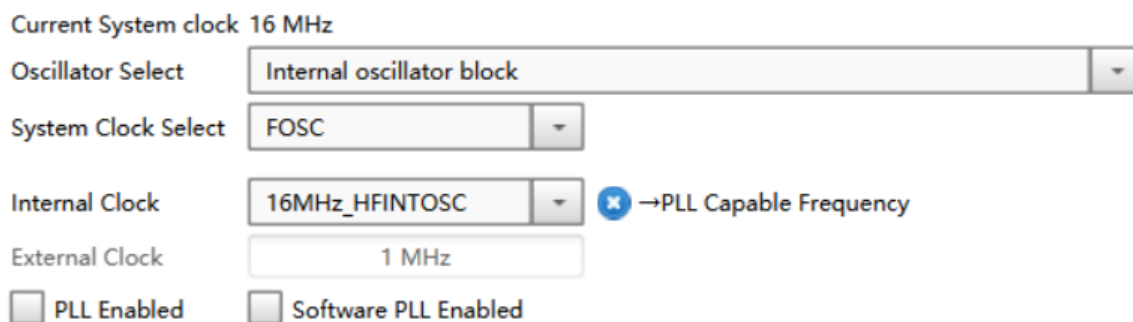 Current System clock 16 MHz
Oscillator Select Internal oscillator block
System Clock Select FOSC
Internal Clock 16MHz_HFINTOSC →PLL Capable Frequency
External Clock 1 MHz
PLL Enabled Software PLL Enabled